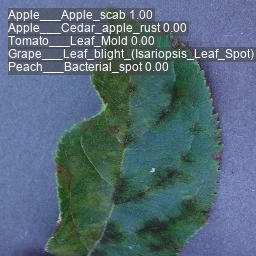 Apple___Apple_scab 1.00
Apple___Cedar_apple_rust 0.00
Tomato___Leaf_Mold 0.00
Grape___Leaf_blight_(Isariopsis_Leaf_Spot)
Peach___Bacterial_spot 0.00